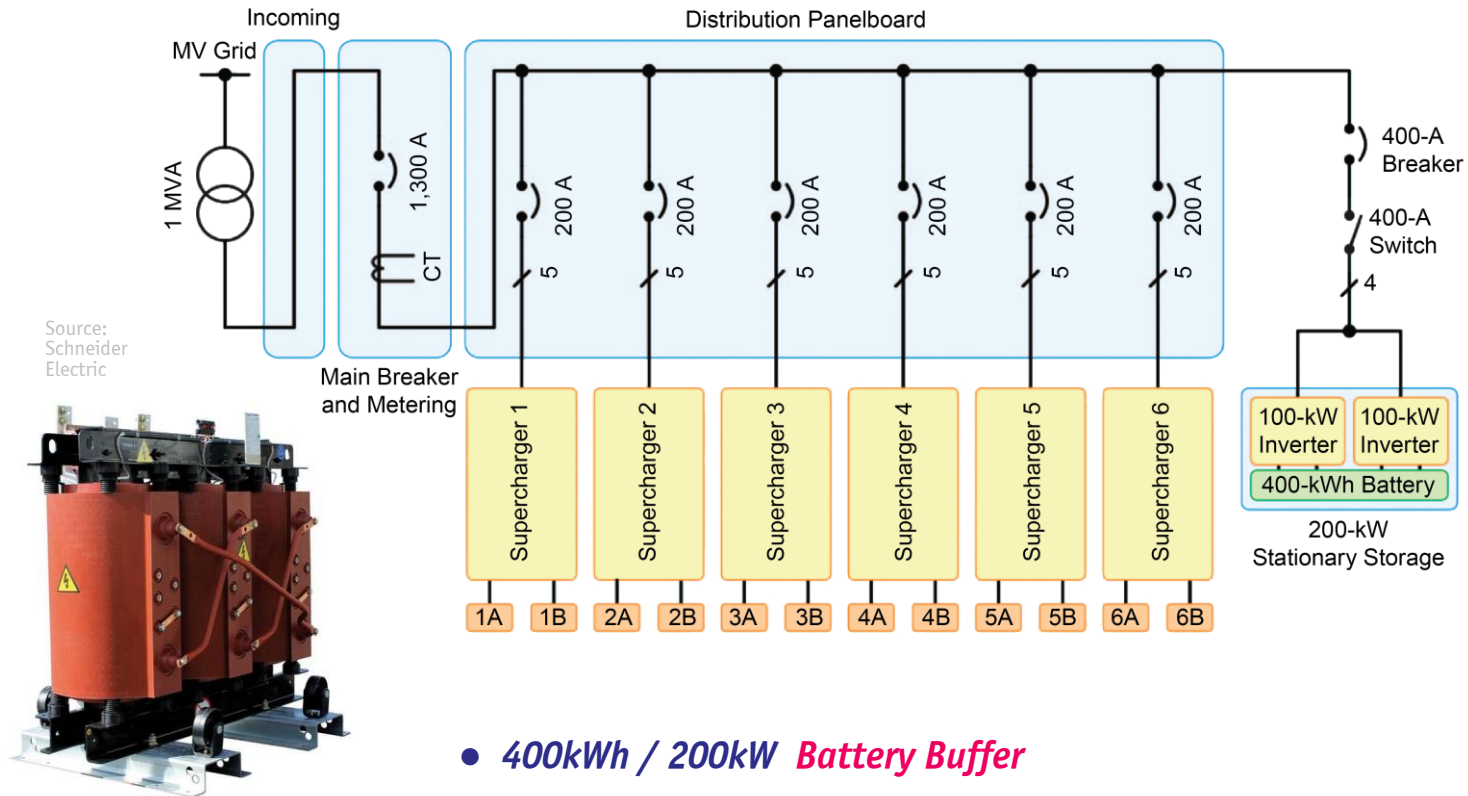 Incoming
Distribution Panelboard
MV Grid
1 MVA
1,300 A
CT
Main Breaker
and Metering
200 A
200 A
200 A
200 A
200 A
200 A
5
5
5
5
5
5
400-A
Breaker
400-A
Switch
4
Source:
Schneider
Electric
Supercharger 1
Supercharger 2
Supercharger 3
Supercharger 4
Supercharger 5
Supercharger 6
1A
1B
2A
2B
3A
3B
4A
4B
5A
5B
6A
6B
100-kW
Inverter
100-kW
Inverter
400-kWh Battery
200-kW
Stationary Storage
• 400kWh / 200kW Battery Buffer